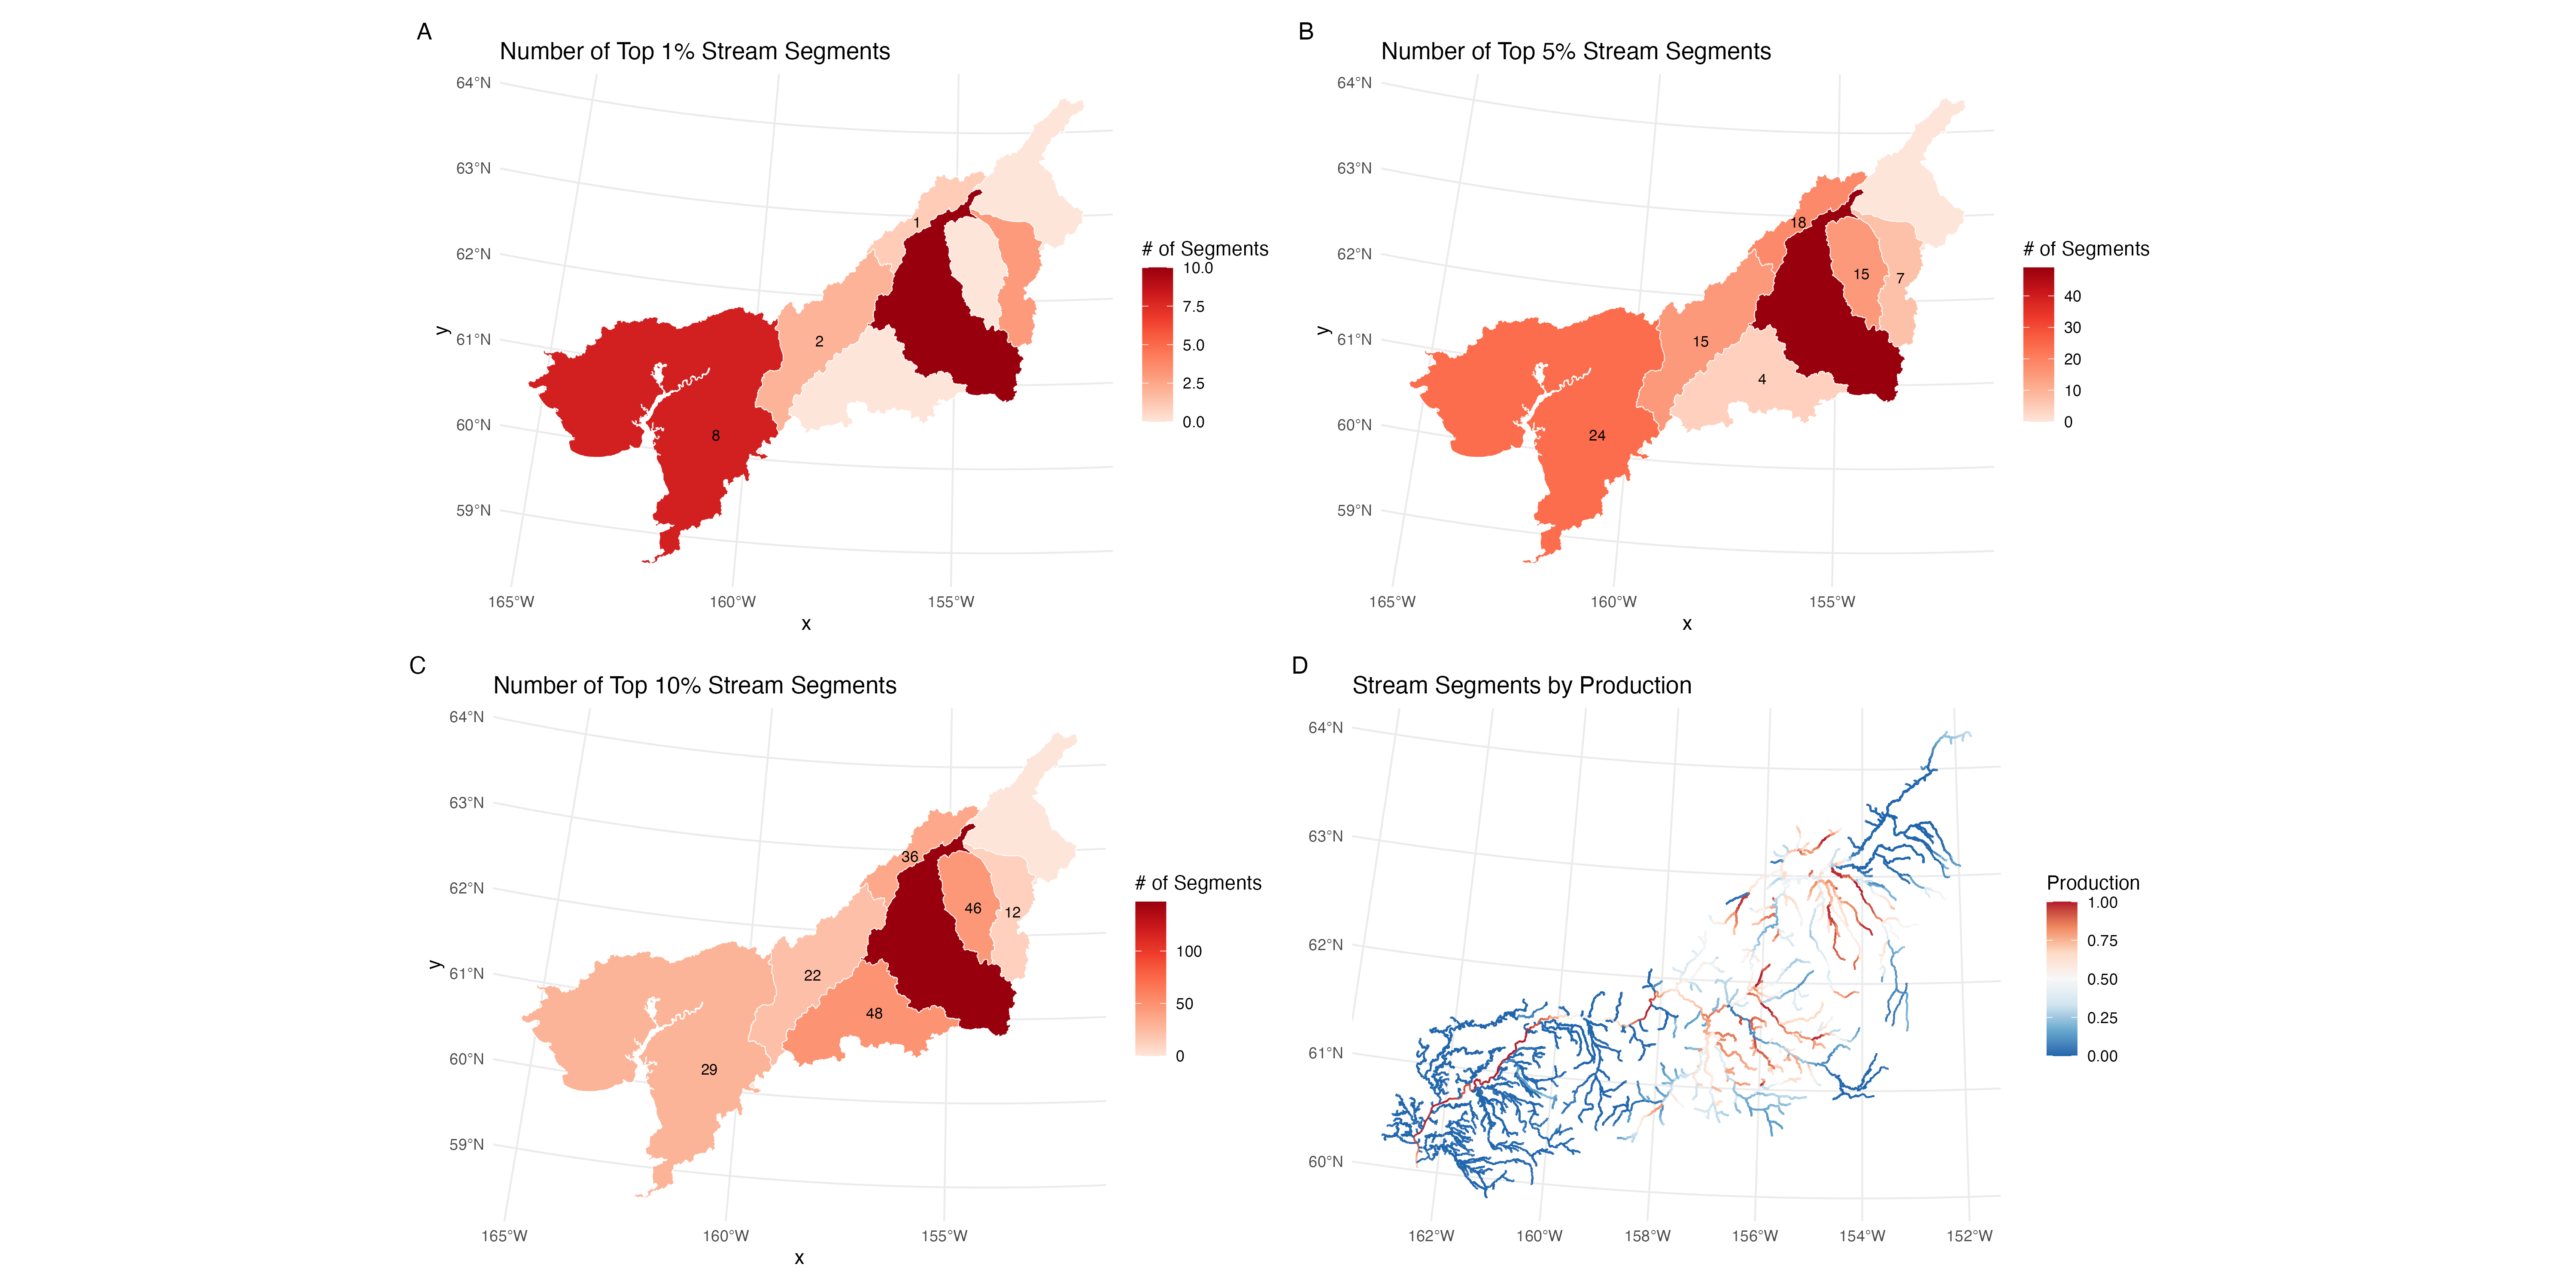 A
Number of Top 1% Stream Segments
64°N
63°N
62°N
61°N
60°N
59°N
y
165°W 160°W 155°W
x
1
2
8
# of Segments
10.0
7.5
5.0
2.5
0.0
B
Number of Top 5% Stream Segments
64°N
63°N
62°N
61°N
60°N
59°N
y
165°W 160°W 155°W
x
18
15
7
15
4
24
# of Segments
40
30
20
10
0
C
Number of Top 10% Stream Segments
64°N
63°N
62°N
61°N
60°N
59°N
y
165°W 160°W 155°W
x
36
46
12
22
48
29
# of Segments
100
50
0
D
Stream Segments by Production
64°N
63°N
62°N
61°N
60°N
162°W 160°W 158°W 156°W 154°W 152°W
Production
1.00
0.75
0.50
0.25
0.00